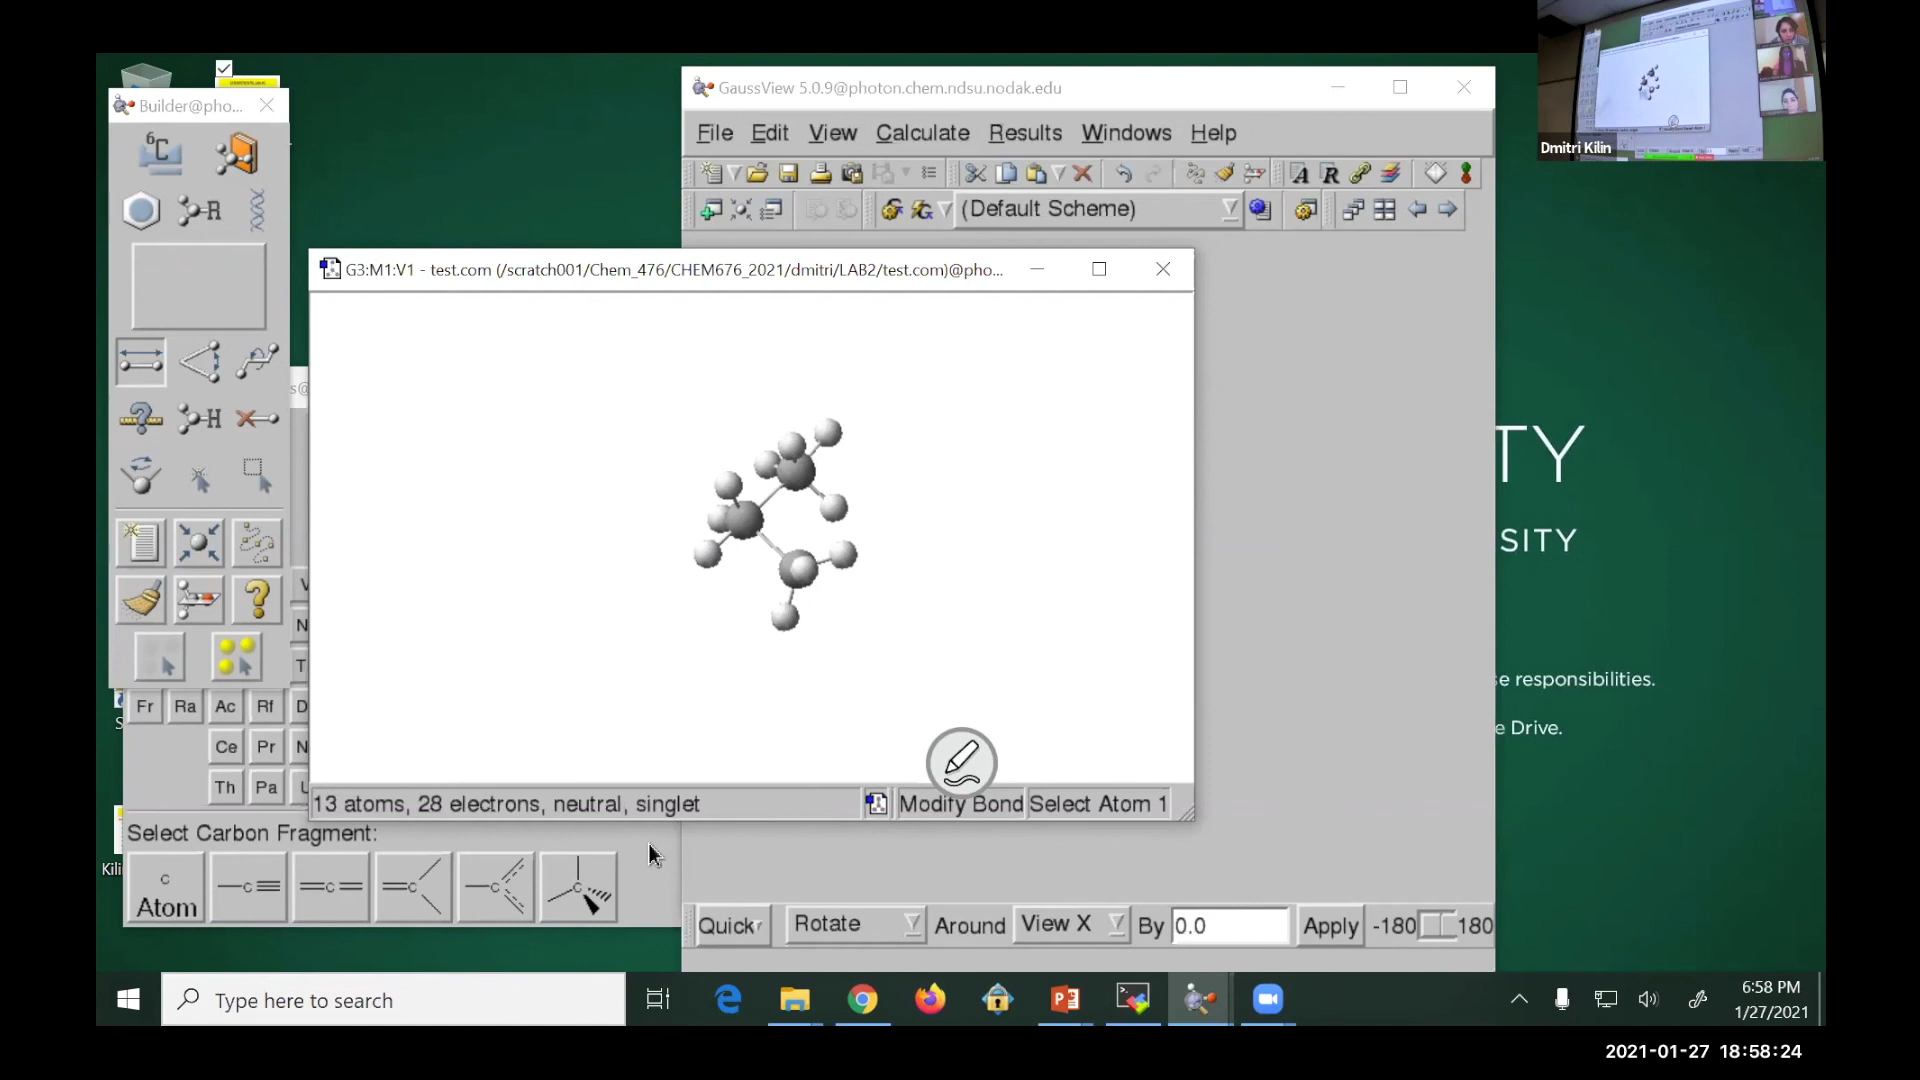 Dmitri Kilin
Builder@pho...
GaussView 5.0.9@photon.chem.ndsu.nodak.edu
File Edit View Calculate Results Windows Help
(Default Scheme)
6
C
R
H
A R
G3:M1:V1 - test.com (/scratch001/Chem_476/CHEM676_2021/dmitri/LAB2/test.com)@pho...
s@
TY
SITY
e responsibilities.
e Drive.
Fr Ra Ac Rf D
Ce Pr N
Th Pa U
V
N
T
13 atoms, 28 electrons, neutral, singlet
Modify Bond
Select Atom 1
Select Carbon Fragment:
C
Atom
C
C
C
C
C
Kili
Quick
Rotate
Around
View X
By
0.0
Apply
-180
180
Type here to search
6:58 PM
1/27/2021
2021-01-27 18:58:24